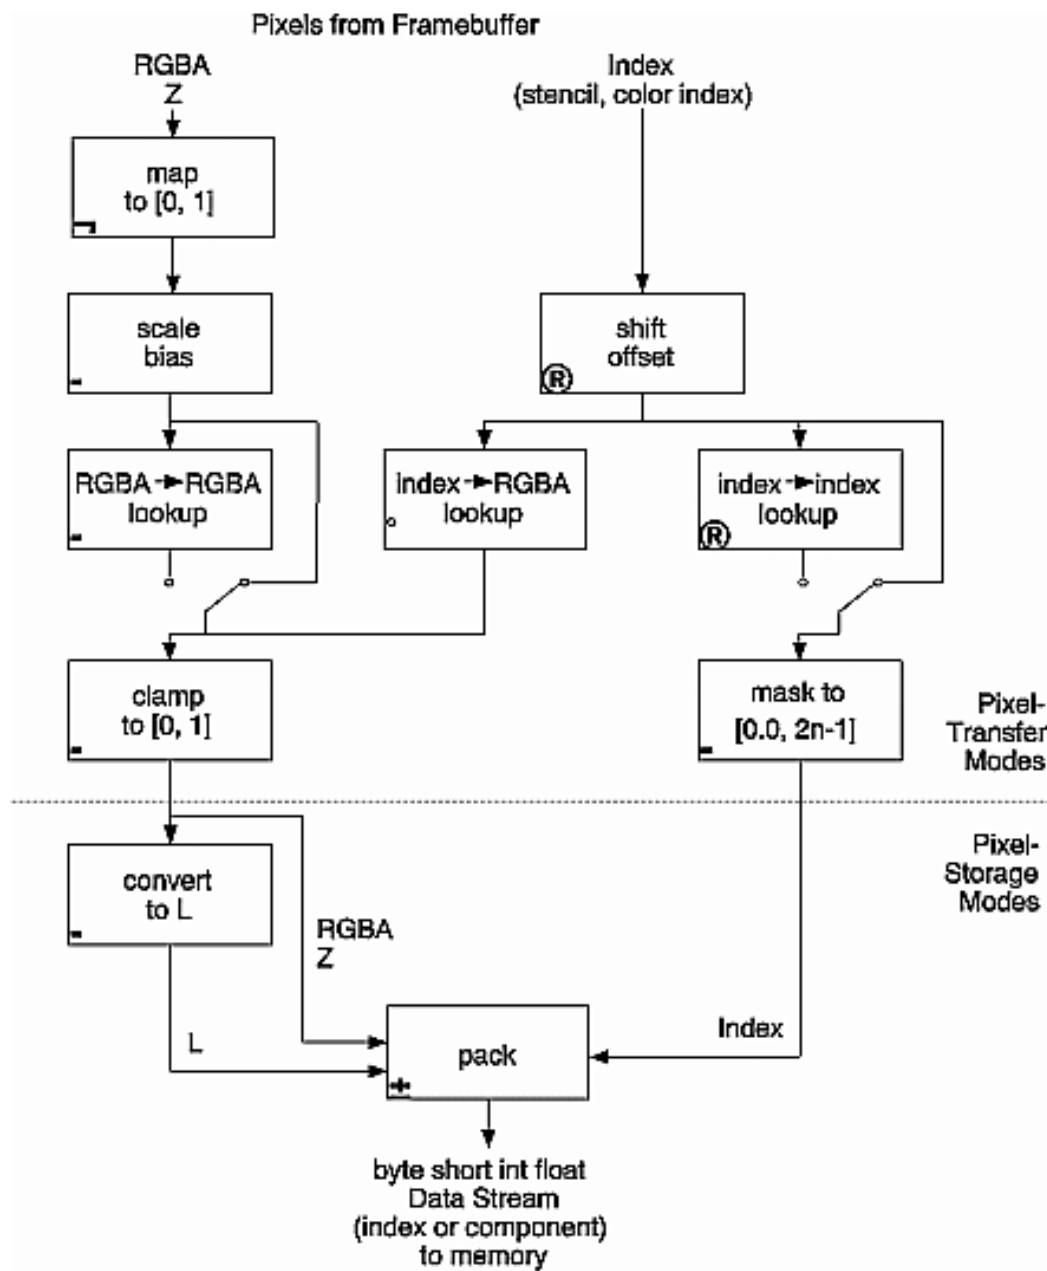 Pixels from Framebuffer
RGBA
Z
Index
(stencil, color index)
map
to [0, 1]
scale
bias
shift
offset
®
RGBA→RGBA
lookup
index→RGBA
lookup
index→index
lookup
®
clamp
to [0, 1]
mask to
[0.0, 2n-1]
Pixel-
Transfer
Modes
convert
to L
Pixel-
Storage
Modes
RGBA
Z
L
pack
±
Index
byte short int float
Data Stream
(index or component)
to memory